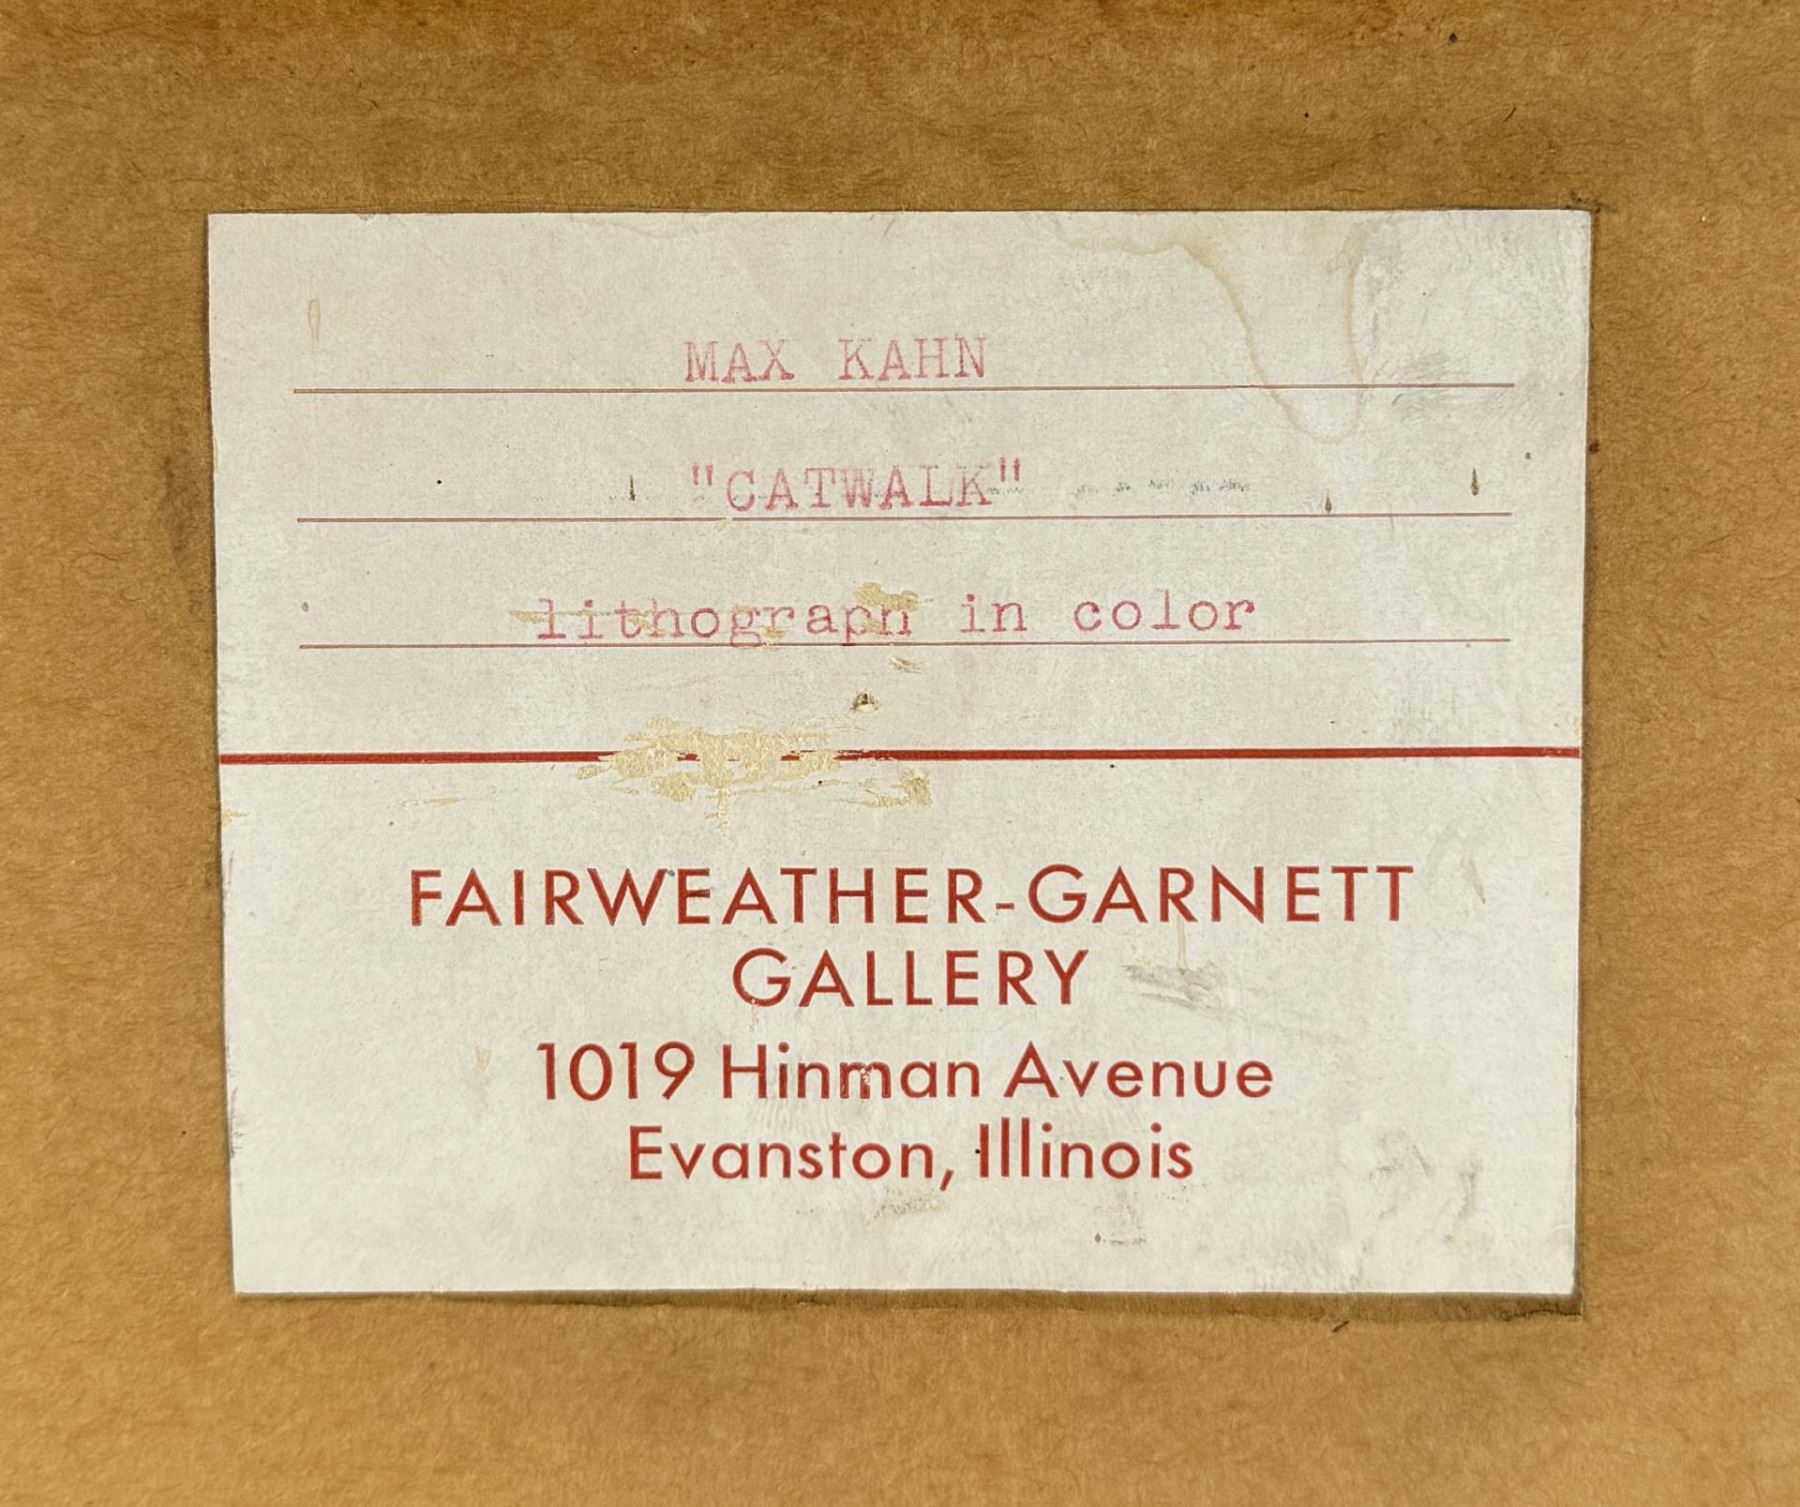 MAX KAHN
"CATWALK"
lithograph in color
FAIRWEATHER-GARNETT
GALLERY
1019 Hinman Avenue
Evanston, Illinois